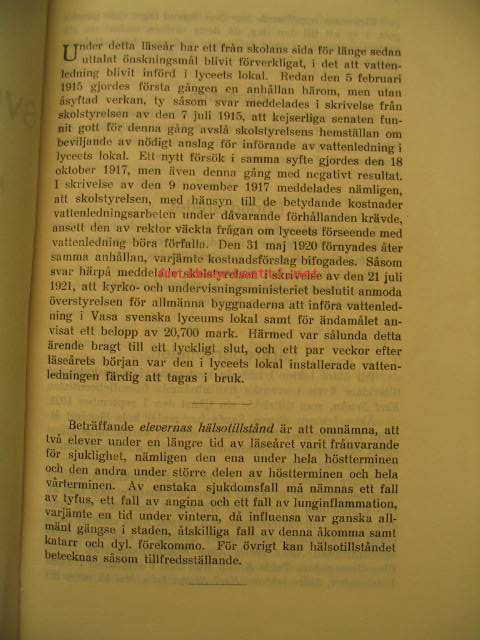 Under detta läseår har ett från skolans sida för länge sedan
uttalat önskningsmål blivit förverkligat, i det att vatten-
ledning blivit införd i lyceets lokal. Redan den 5 februari
1915 gjordes första gången en anhållan härom, men utan
åsyftad verkan, ty såsom svar meddelades i skrivelse från
skolstyrelsen av den 7 juli 1915, att kejserliga senaten fun-
nit gott för denna gång avslå skolstyrelsens hemställan om
beviljande av nödigt anslag för införande av vattenledning i
lyceets lokal. Ett nytt försök i samma syfte gjordes den 18
oktober 1917, men även denna gång med negativt resultat.
I skrivelse av den 9 november 1917 meddelades nämligen,
att skolstyrelsen, med hänsyn till de betydande kostnader
vattenledningsarbeten under dåvarande förhållanden krävde,
ansett den av rektor väckta frågan om lyceets förseende med
vattenledning böra förfalla. Den 31 maj 1920 förnyades åter
samma anhållan, varjämte kostnadsförslag bifogades. Såsom
svar härpå meddelade skolstyrelsen i skrivelse av den 21 juli
1921, att kyrko- och undervisningsministeriet beslutit anmoda
överstyrelsen för allmänna byggnaderna att införa vattenled-
ning i Vasa svenska lyceums lokal samt för ändamålet an-
visat ett belopp av 20,700 mark. Härmed var sålunda detta
ärende bragt till ett lyckligt slut, och ett par veckor efter
läseårets början var den i lyceets lokal installerade vatten-
ledningen färdig att tagas i bruk.
Beträffande elevernas hälsotillstånd är att omnämna, att
två elever under en längre tid av läseåret varit frånvarande
för sjuklighet, nämligen den ena under hela höstterminen
och den andra under större delen av höstterminen och hela
vårterminen. Av enstaka sjukdomsfall må nämnas ett fall
av tyfus, ett fall av angina och ett fall av lunginflammation,
varjämte en tid under vintern, då influensa var ganska all-
mänt gängse i staden, åtskilliga fall av denna åkomma samt
katarr och dyl. förekommo. För övrigt kan hälsotillståndet
betecknas såsom tillfredsställande.